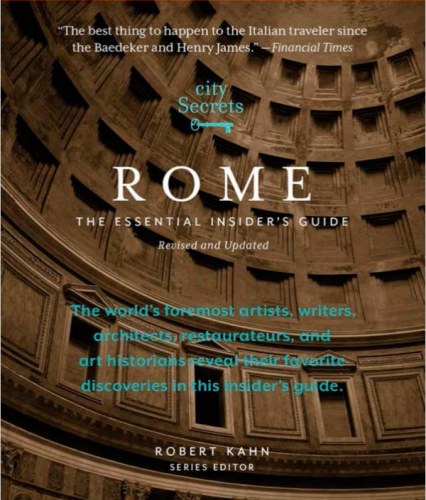 “The best thing to happen to the Italian traveler since
the Baedeker and Henry James.” —Financial Times
city
Secrets
ROME
THE ESSENTIAL INSIDER'S GUIDE
Revised and Updated
The world's foremost artists, writers,
architects, restaurateurs, and
art historians reveal their favorite
discoveries in this insider's guide.
ROBERT KAHN
SERIES EDITOR